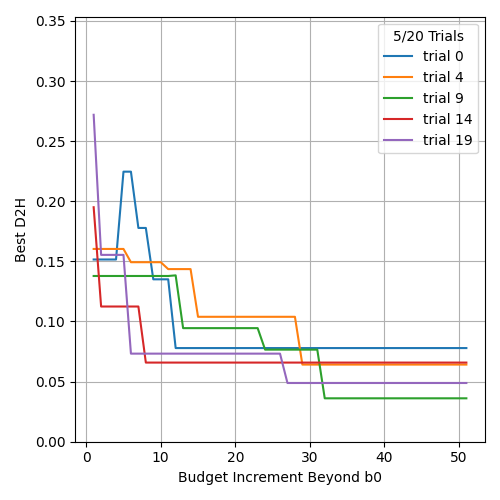 5/20 Trials
trial 0
trial 4
trial 9
trial 14
trial 19
0.35
0.30
0.25
0.20
0.15
0.10
0.05
0.00
Best D2H
0 10 20 30 40 50
Budget Increment Beyond b0